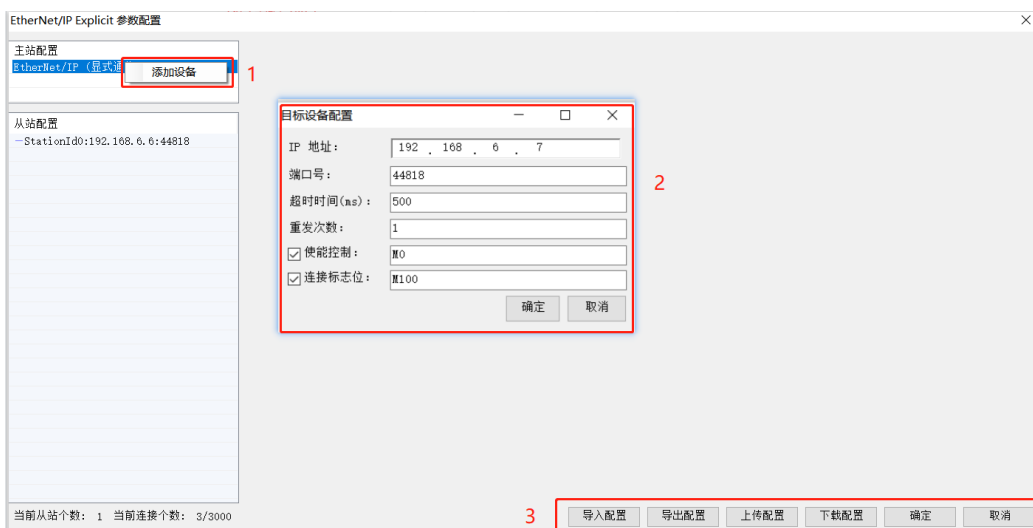 EtherNet/IP Explicit 参数配置
主站配置
EtherNet/IP (显式通
添加设备
1
从站配置
StationId0:192.168.6.6:44818
目标设备配置
IP 地址:
192 . 168 . 6 . 7
端口号:
44818
超时时间(ms):
500
重发次数:
1
使能控制:
M0
连接标志位:
M100
确定
取消
2
当前从站个数: 1 当前连接个数: 3/3000
3
导入配置
导出配置
上传配置
下载配置
确定
取消